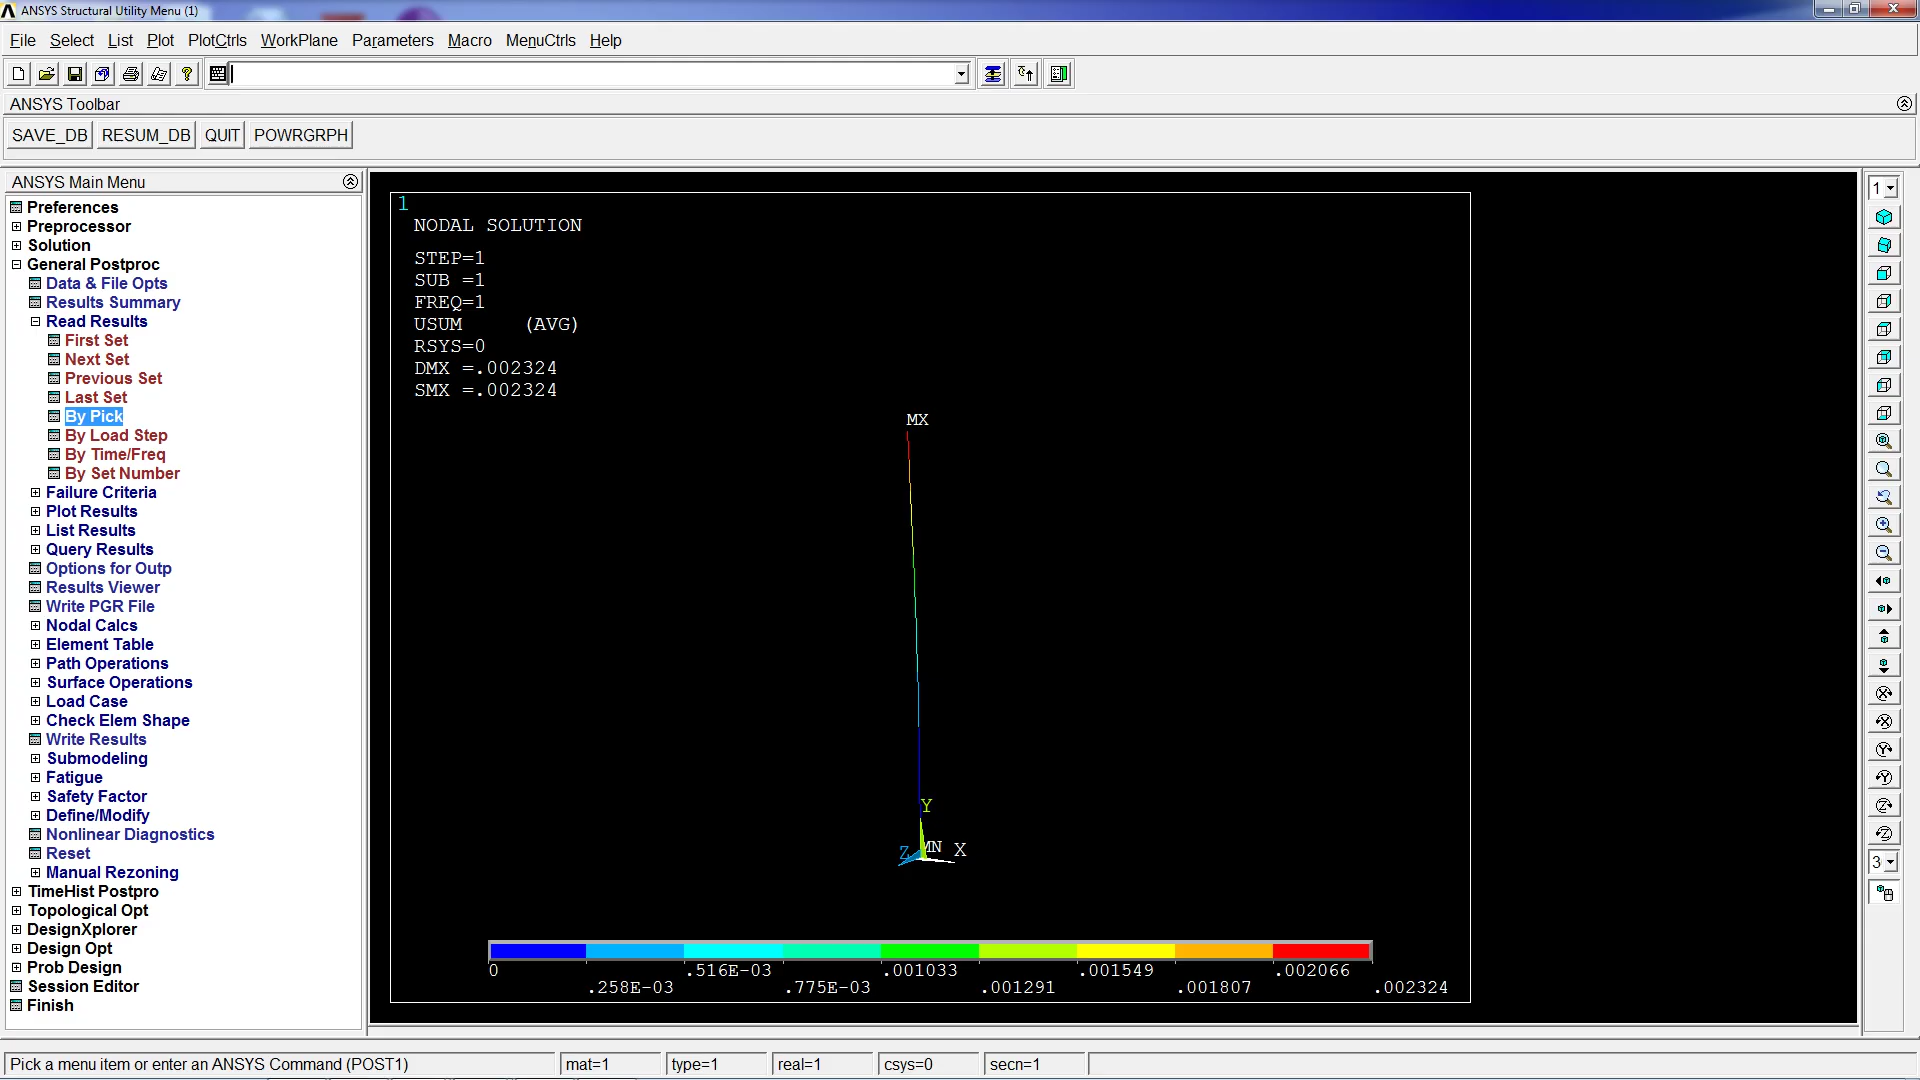 ANSYS Structural Utility Menu (1)
File Select List Plot PlotCtrls WorkPlane Parameters Macro MenuCtrls Help
ANSYS Toolbar
SAVE_DB RESUM_DB QUIT POWRGRPH
ANSYS Main Menu
Preferences
Preprocessor
Solution
General Postproc
Data & File Opts
Results Summary
Read Results
First Set
Next Set
Previous Set
Last Set
By Pick
By Load Step
By Time/Freq
By Set Number
Failure Criteria
Plot Results
List Results
Query Results
Options for Outp
Results Viewer
Write PGR File
Nodal Calcs
Element Table
Path Operations
Surface Operations
Load Case
Check Elem Shape
Write Results
Submodeling
Fatigue
Safety Factor
Define/Modify
Nonlinear Diagnostics
Reset
Manual Rezoning
TimeHist Postpro
Topological Opt
DesignXplorer
Design Opt
Prob Design
Session Editor
Finish
1
NODAL SOLUTION
STEP=1
SUB =1
FREQ=1
USUM (AVG)
RSYS=0
DMX =.002324
SMX =.002324
MX
Y
Z MN X
0 .516E-03 .001033 .001549 .002066
.258E-03 .775E-03 .001291 .001807 .002324
1
3
Pick a menu item or enter an ANSYS Command (POST1) mat=1 type=1 real=1 csys=0 secn=1